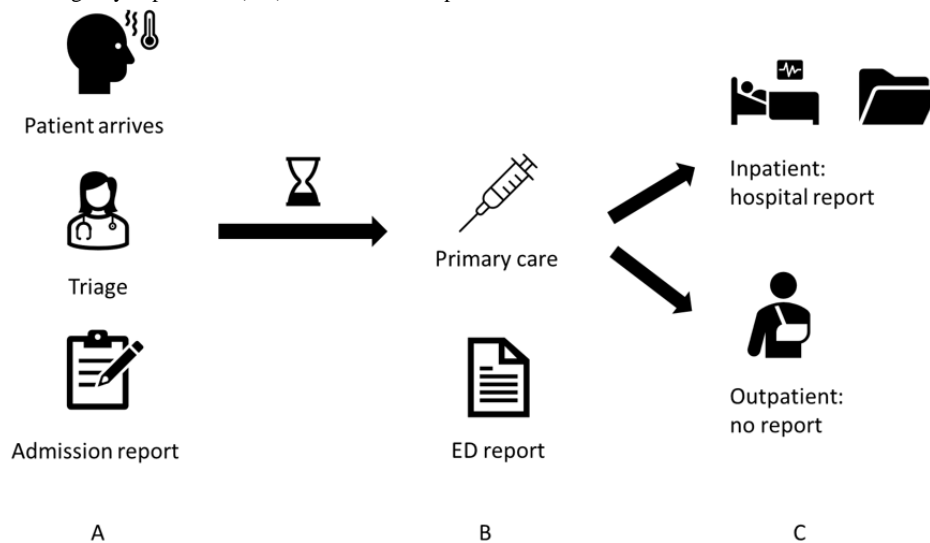 Patient arrives
Triage
Admission report
Primary care
ED report
Inpatient:
hospital report
Outpatient:
no report
A
B
C